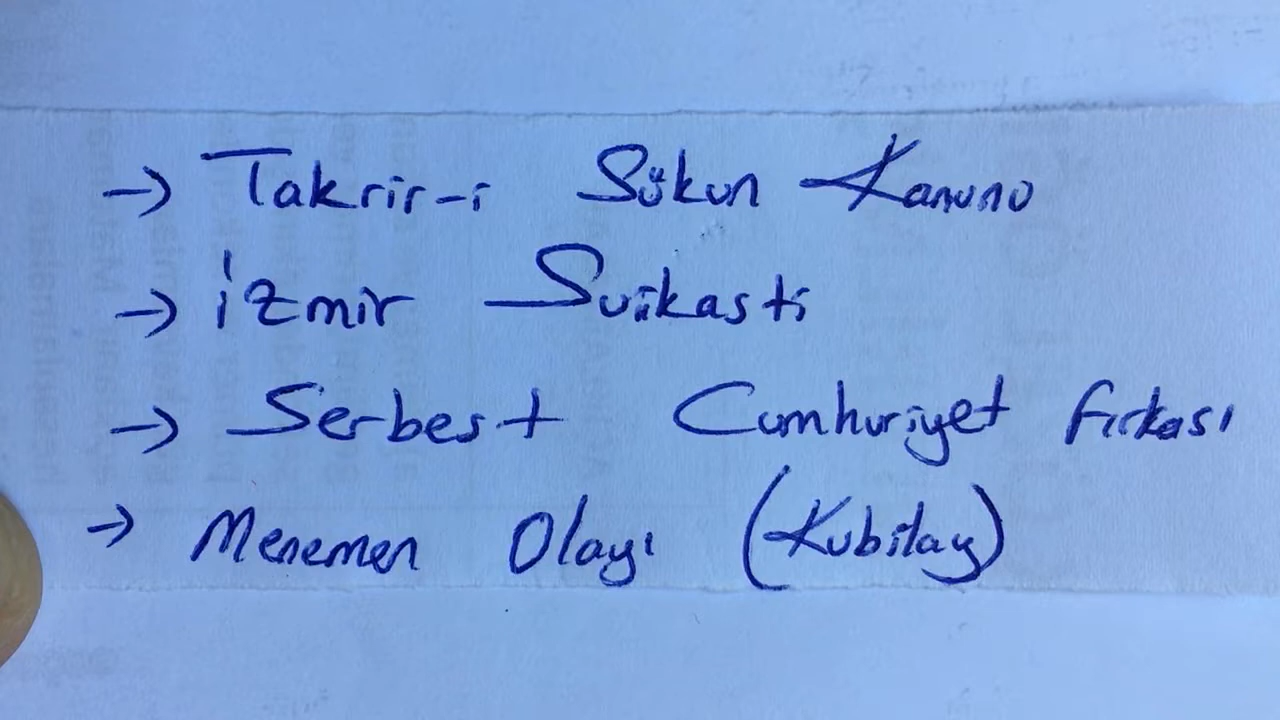 → Takrir-i Sükun Kanunu
→ İzmir Suikasti
→ Serbest Cumhuriyet fırkası
→ Menemen Olayı (Kubilay)